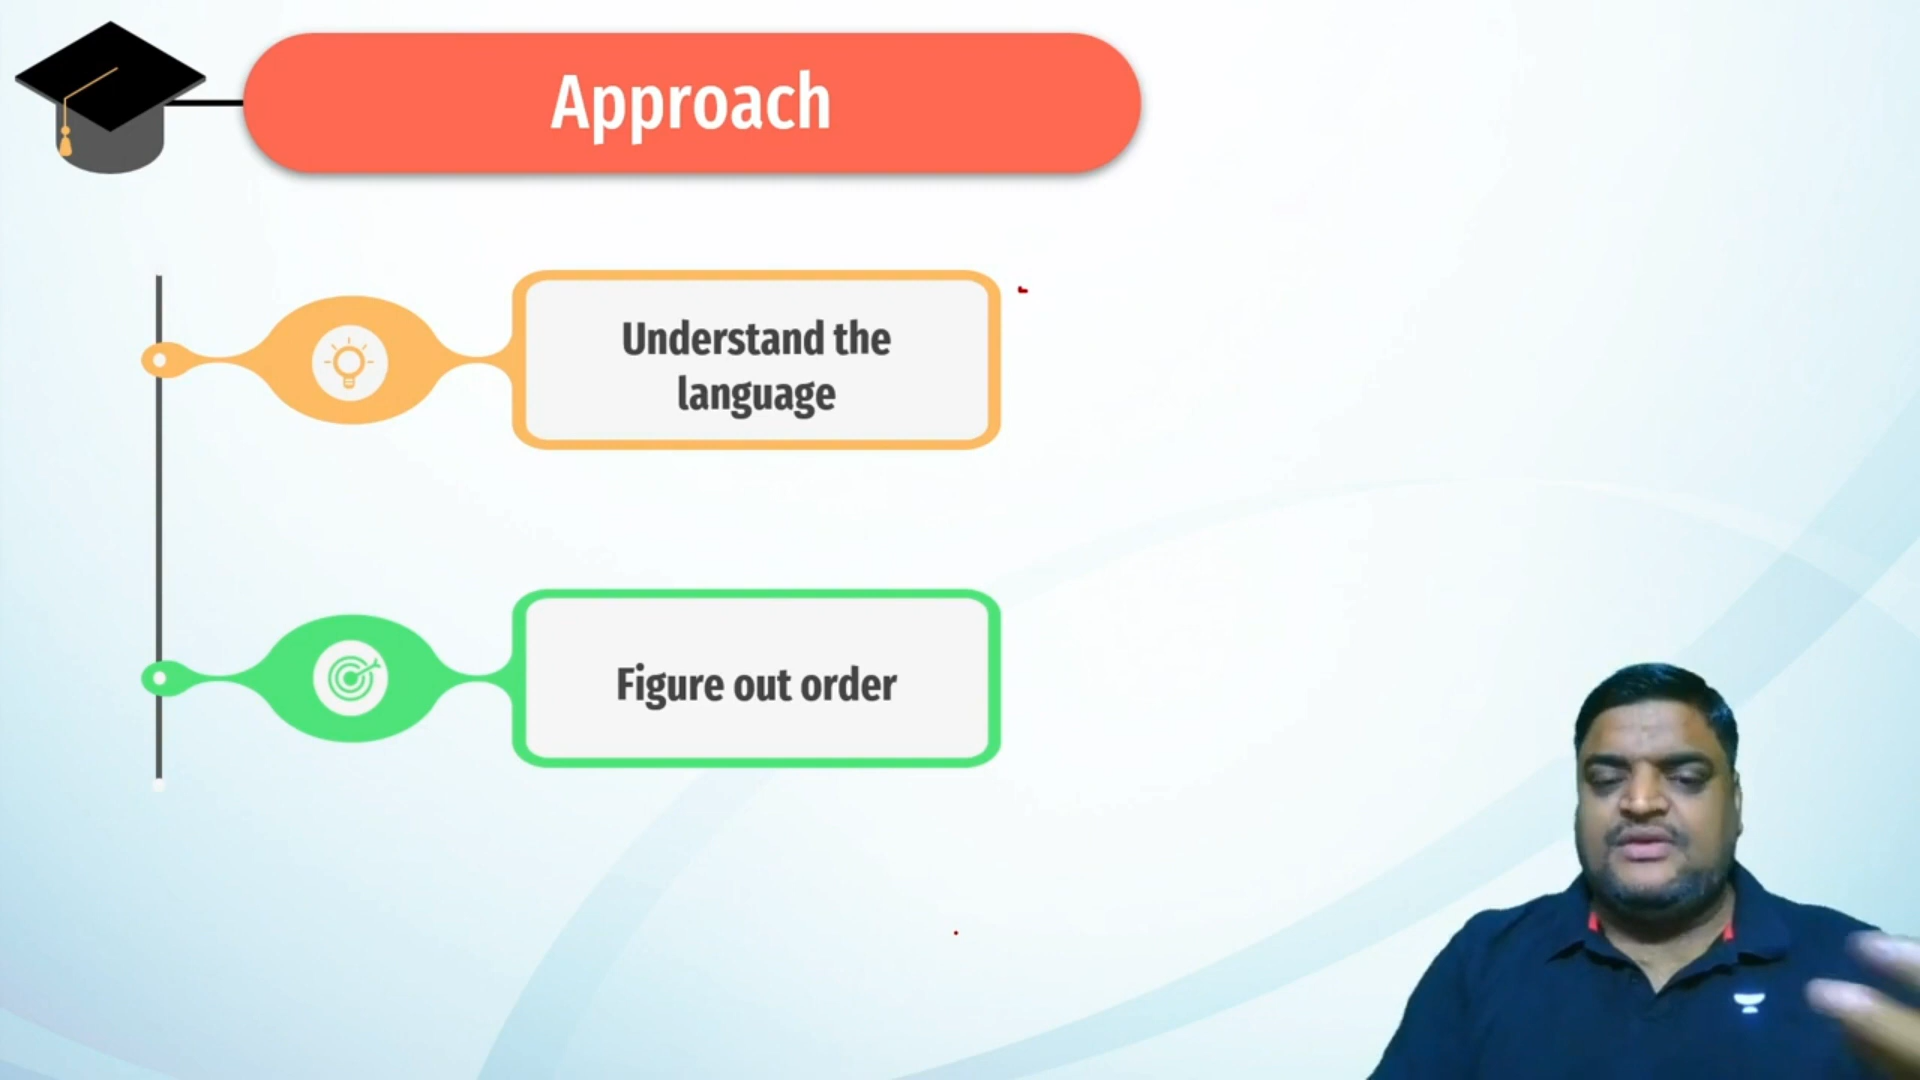 Approach
Understand the
language
Figure out order